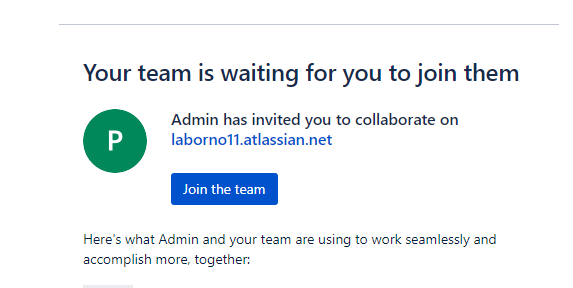 Your team is waiting for you to join them
P
Admin has invited you to collaborate on
laborno11.atlassian.net
Join the team
Here's what Admin and your team are using to work seamlessly and
accomplish more, together: